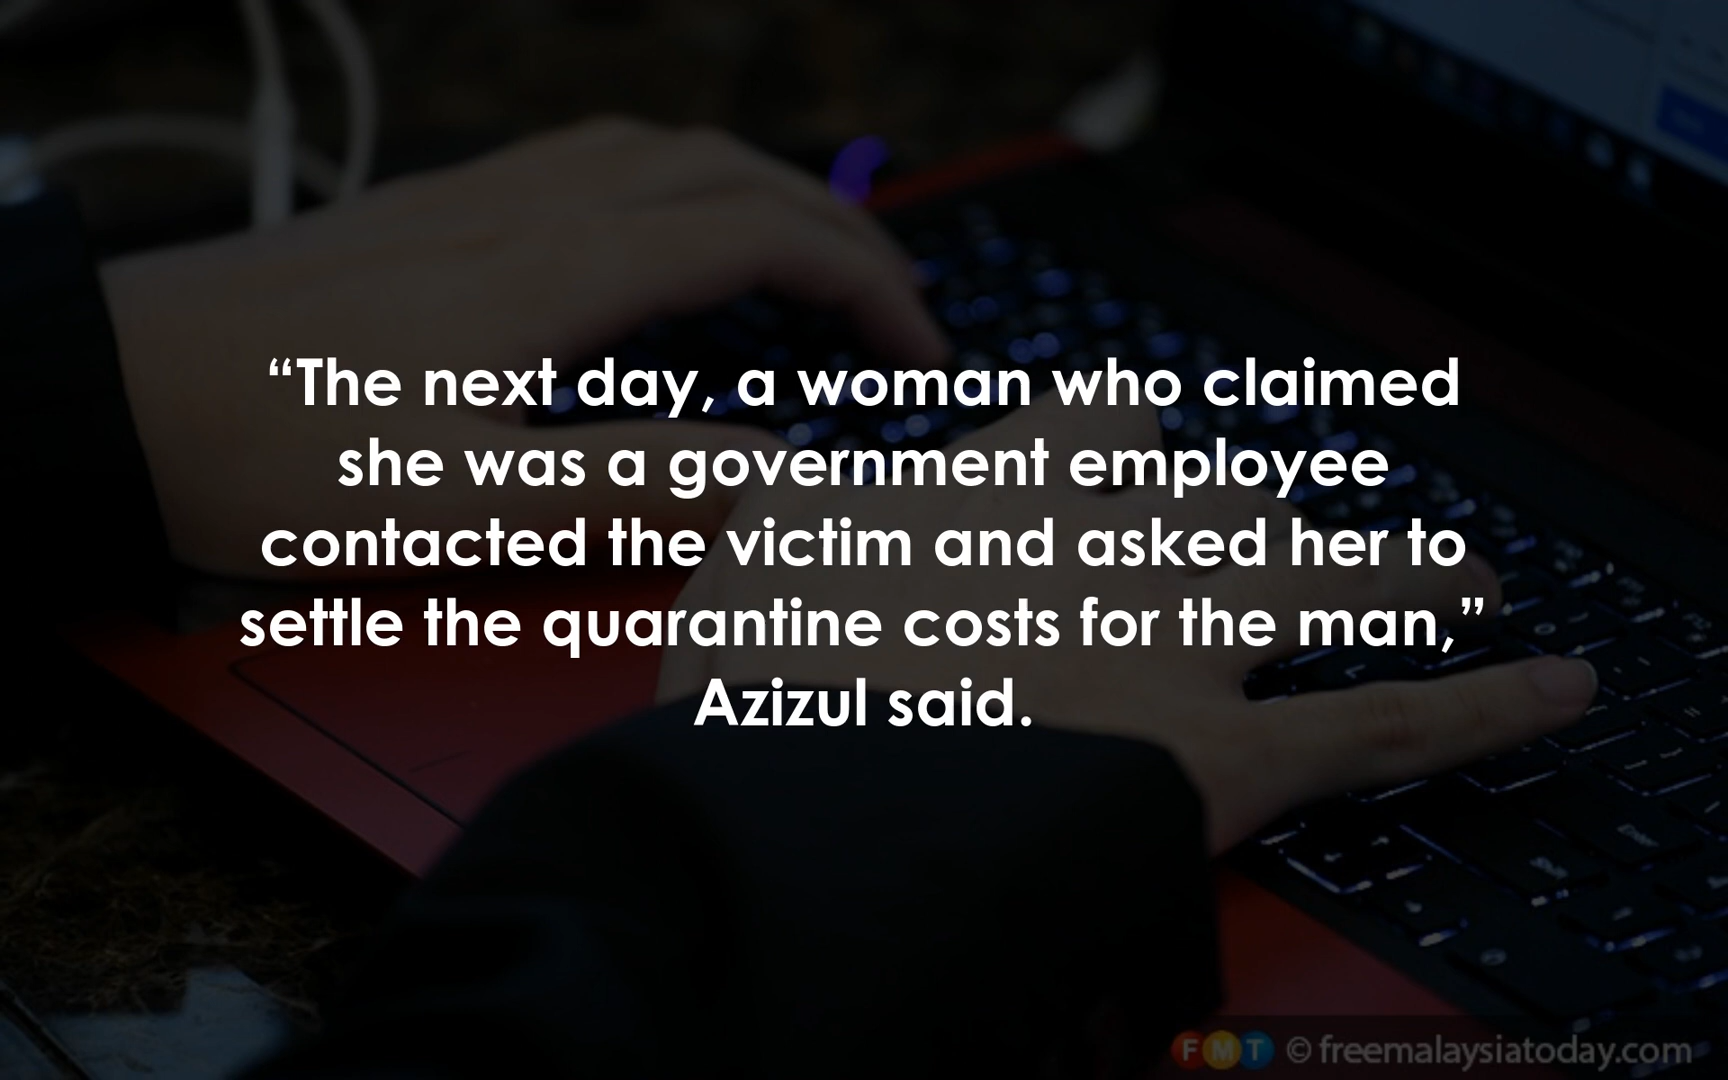 “The next day, a woman who claimed
she was a government employee
contacted the victim and asked her to
settle the quarantine costs for the man,”
Azizul said.
FMT © freemalaysiatoday.com